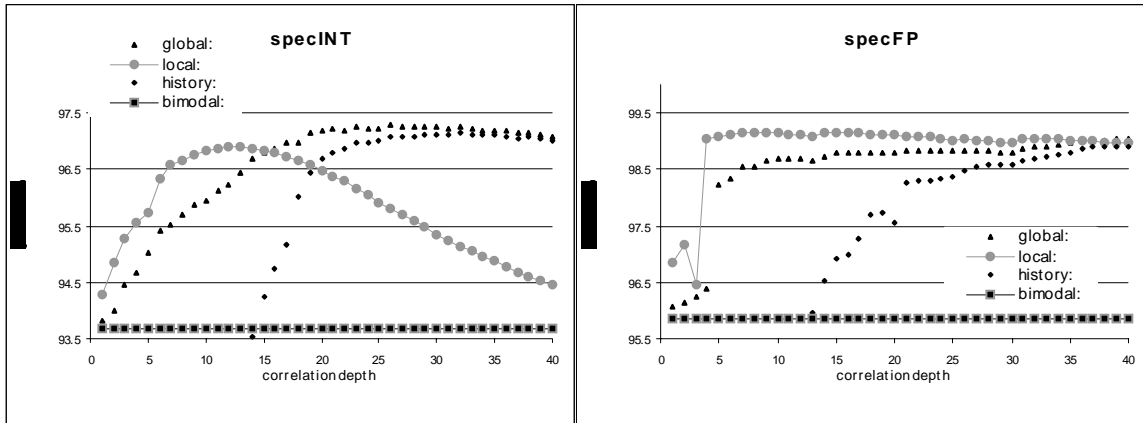 specINT
global:
local:
history:
bimodal:
97.5
96.5
95.5
94.5
93.5
0 5 10 15 20 25 30 35 40
correlation depth
specFP
99.5
98.5
97.5
96.5
95.5
global:
local:
history:
bimodal:
0 5 10 15 20 25 30 35 40
correlation depth